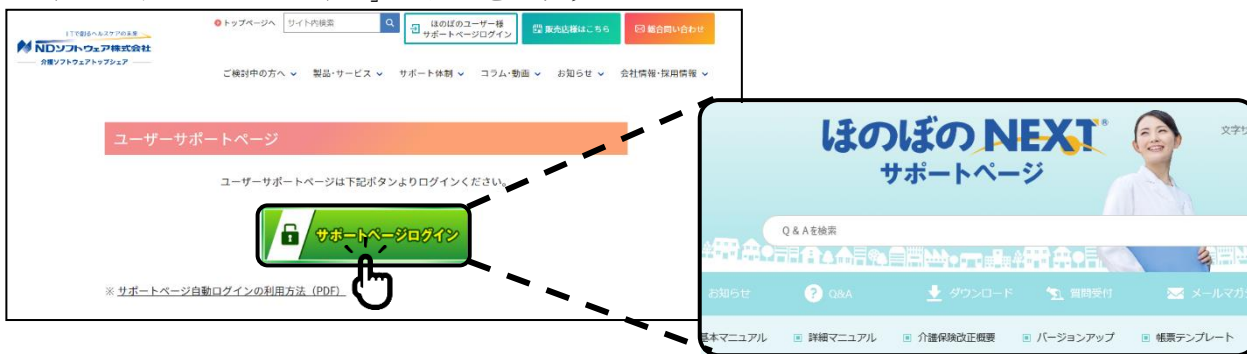 トップページへ
サイト内検索
ほのぼのユーザー様
サポートページログイン
販売店様はこちら
総合問い合わせ
ITで創るヘルスケアの未来
NDソフトウェア株式会社
介護ソフトウェアトップシェア
ご検討中の方へ
製品・サービス
サポート体制
コラム・動画
お知らせ
会社情報・採用情報
ユーザーサポートページ
ユーザーサポートページは下記ボタンよりログインください。
サポートページログイン
※ サポートページ自動ログインの利用方法（PDF）
ほのぼの NEXT®
サポートページ
文字サ
Q & Aを検索
お知らせ
Q&A
ダウンロード
質問受付
メールマガ
基本マニュアル
詳細マニュアル
介護保険改正概要
バージョンアップ
帳票テンプレート